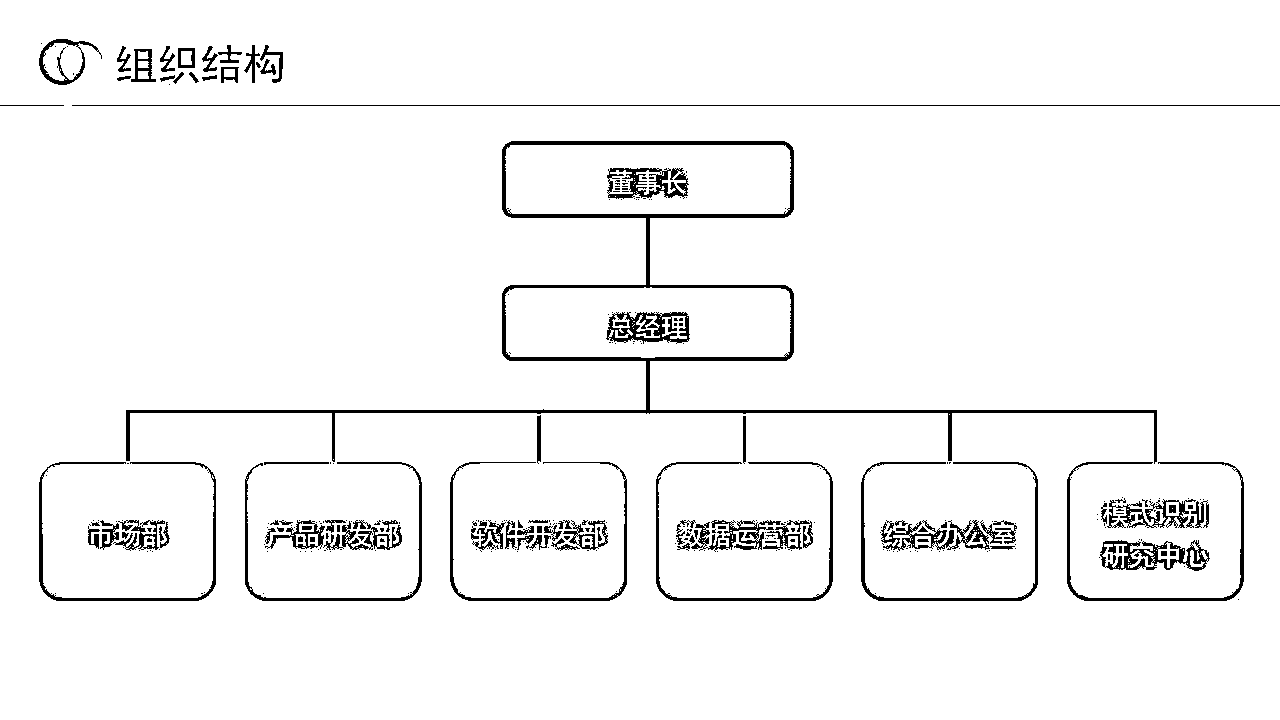 组织结构
董事长
总经理
市场部
产品研发部
软件开发部
数据运营部
综合办公室
模式识别
研究中心